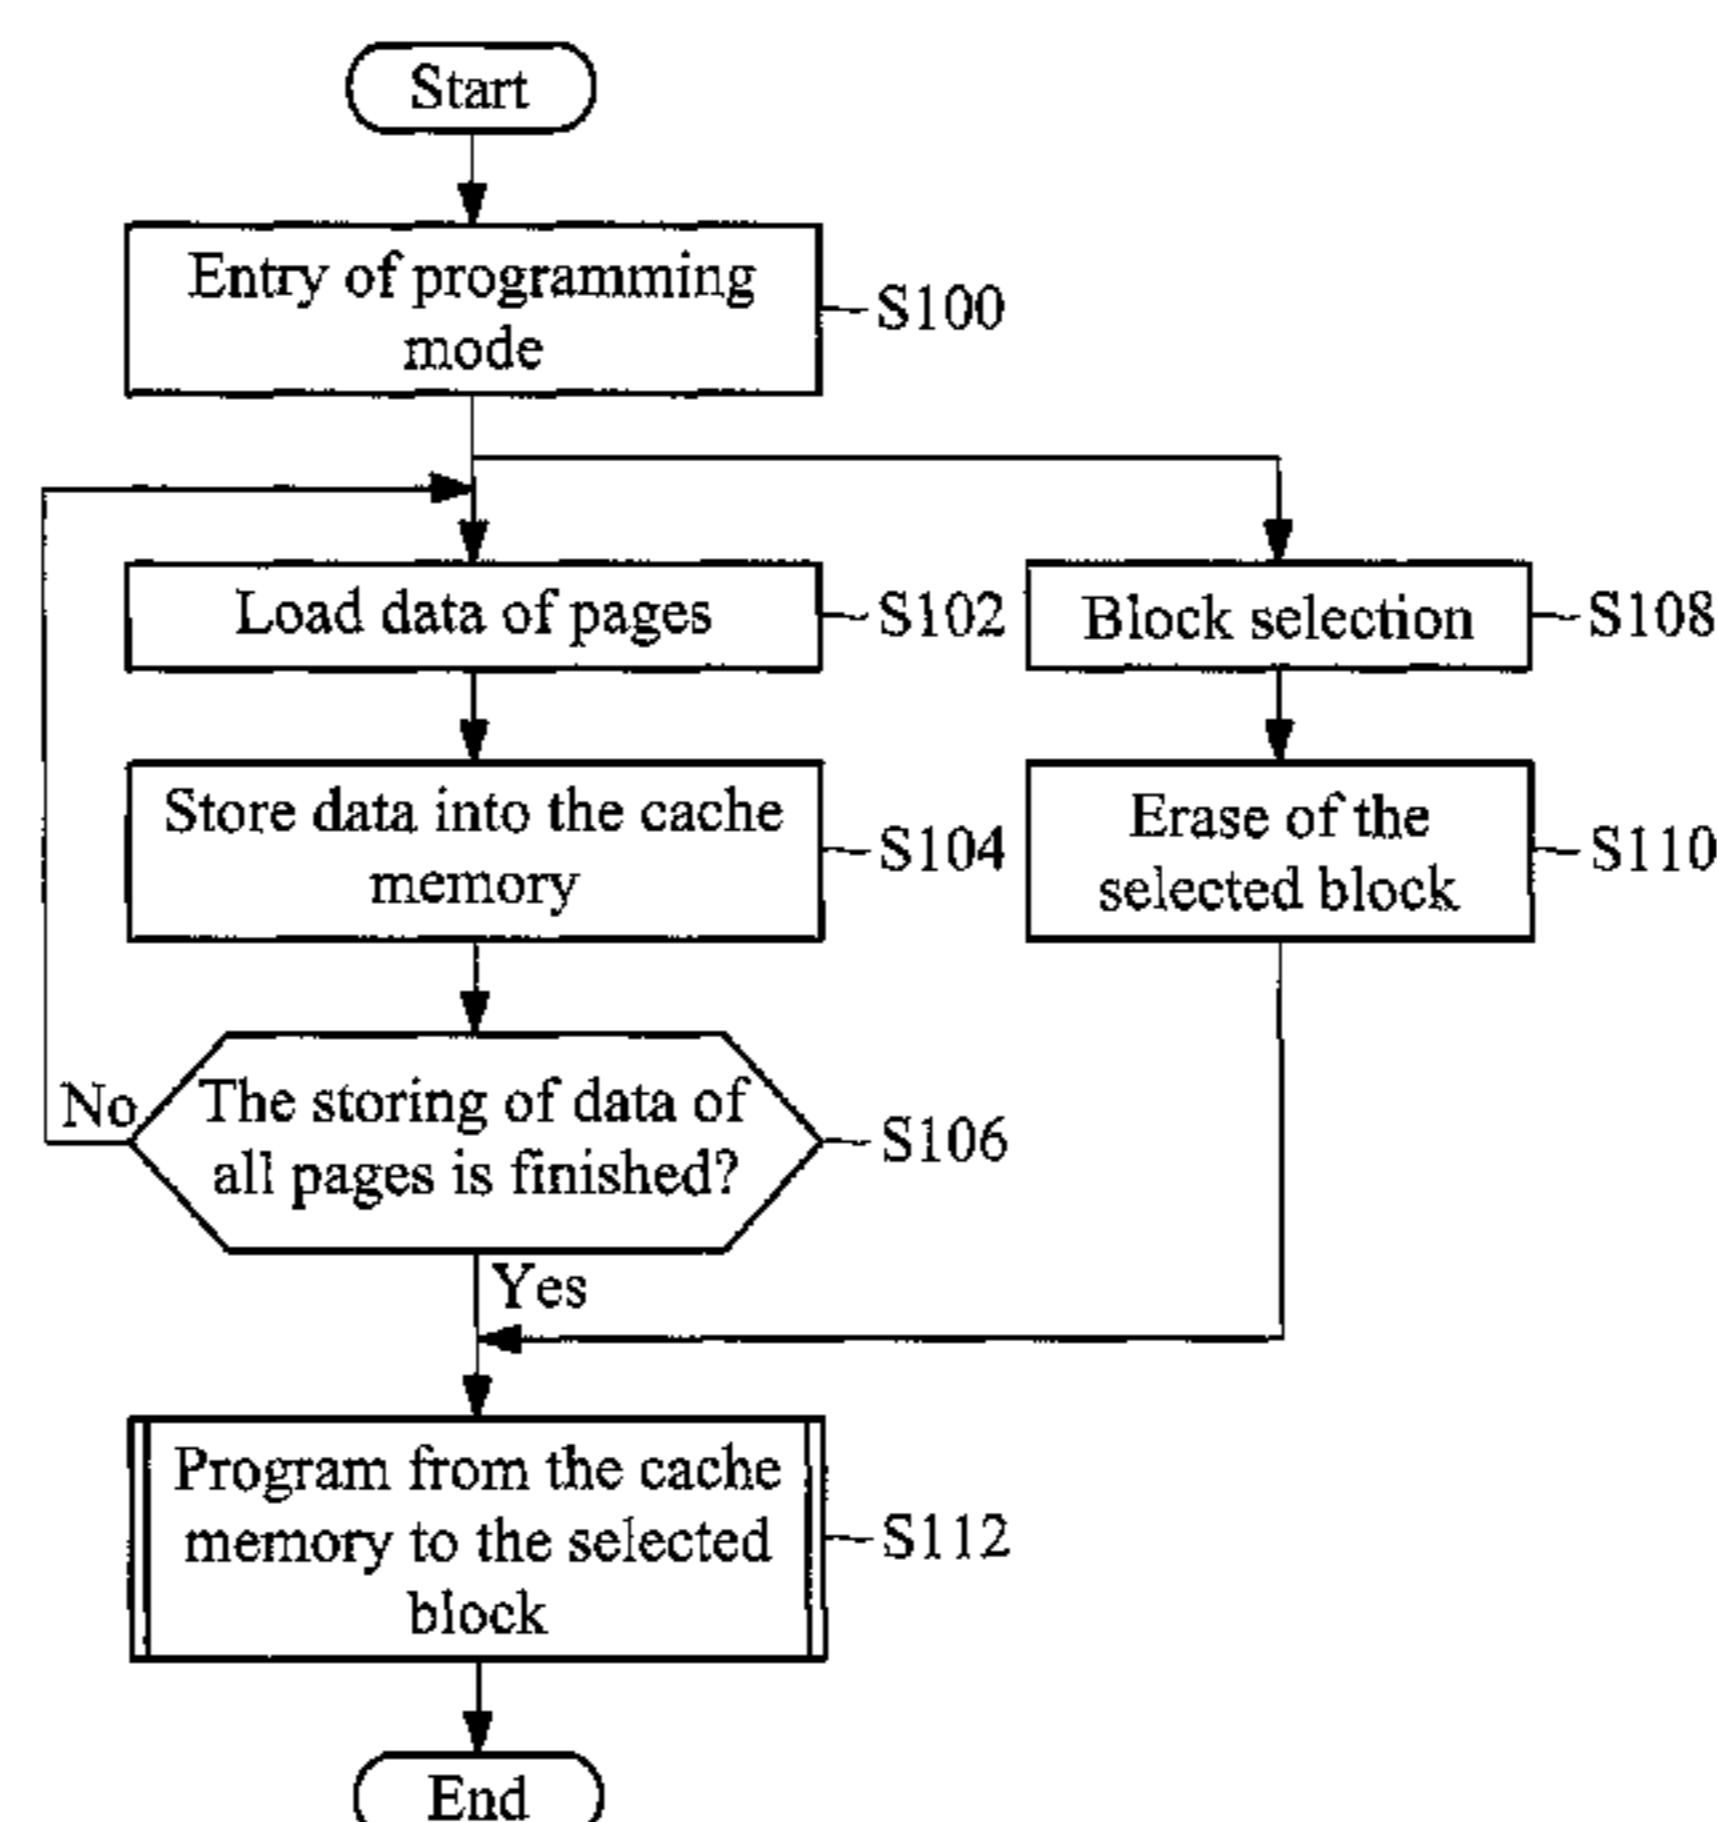 Start
Entry of programming
mode
S100
Load data of pages
S102
Block selection
S108
Store data into the cache
memory
S104
Erase of the
selected block
S110
No
The storing of data of
all pages is finished?
S106
Yes
Program from the cache
memory to the selected
block
S112
End